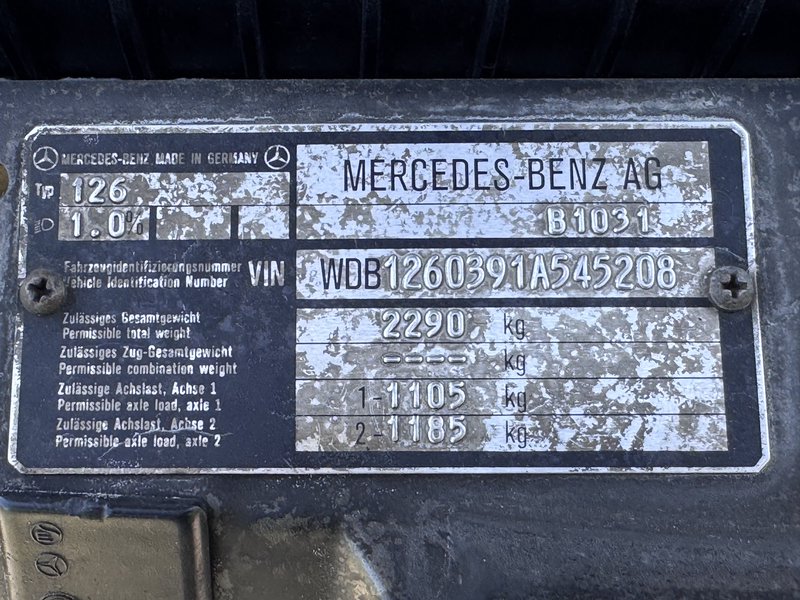 MERCEDES-BENZ MADE IN GERMANY
MERCEDES-BENZ AG
Typ 126
1.0% B1031
Fahrzeugidentifizierungsnummer
Vehicle Identification Number
VIN WDB1260391A545208
Zulässiges Gesamtgewicht
Permissible total weight
2290 kg
Zulässiges Zug-Gesamtgewicht
Permissible combination weight
---- kg
Zulässige Achslast, Achse 1
Permissible axle load, axle 1
1-1105 kg
Zulässige Achslast, Achse 2
Permissible axle load, axle 2
2-1185 kg